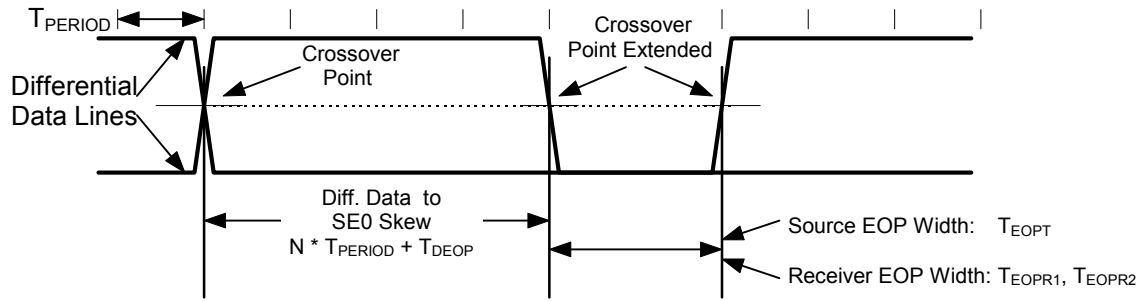 TPERIOD
Differential
Data Lines
Crossover
Point
Crossover
Point Extended
Diff. Data to
SE0 Skew
N * TPERIOD + TDEOP
Source EOP Width: TEOPT
Receiver EOP Width: TEOPR1, TEOPR2